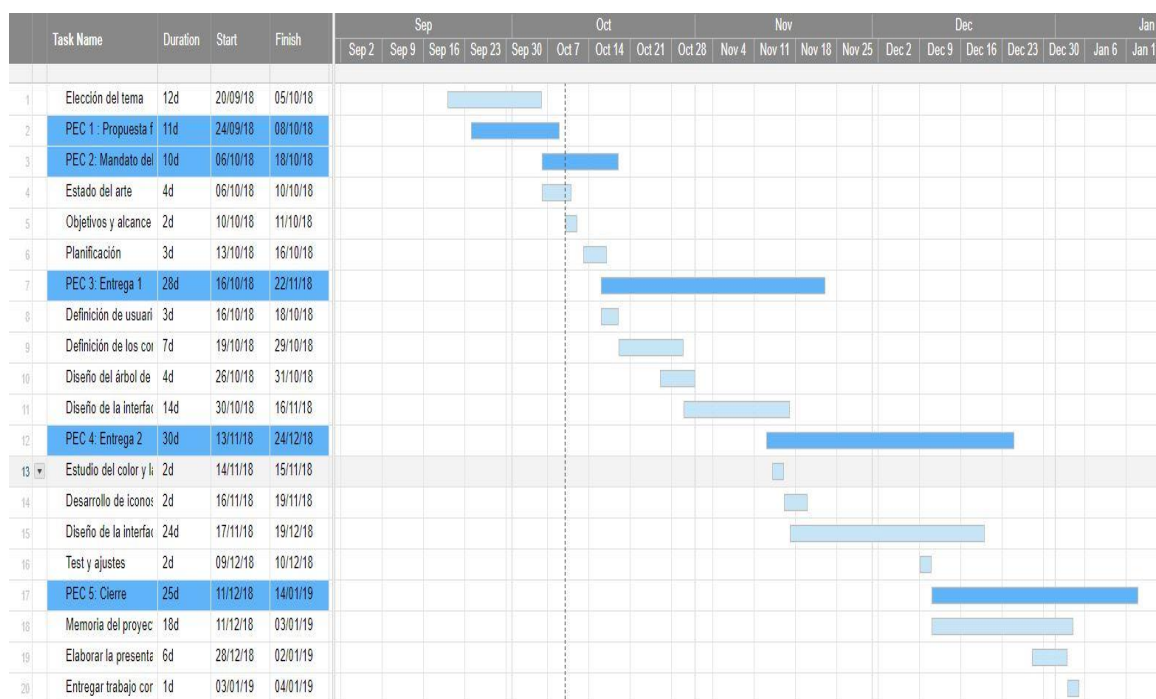 Sep Oct Nov Dec Jan
Task Name Duration Start Finish Sep 2 Sep 9 Sep 16 Sep 23 Sep 30 Oct 7 Oct 14 Oct 21 Oct 28 Nov 4 Nov 11 Nov 18 Nov 25 Dec 2 Dec 9 Dec 16 Dec 23 Dec 30 Jan 6 Jan 1
1 Elección del tema 12d 20/09/18 05/10/18
2 PEC 1 : Propuesta f 11d 24/09/18 08/10/18
3 PEC 2: Mandato del 10d 06/10/18 18/10/18
4 Estado del arte 4d 06/10/18 10/10/18
5 Objetivos y alcance 2d 10/10/18 11/10/18
6 Planificación 3d 13/10/18 16/10/18
7 PEC 3: Entrega 1 28d 16/10/18 22/11/18
8 Definición de usuari 3d 16/10/18 18/10/18
9 Definición de los cor 7d 19/10/18 29/10/18
10 Diseño del árbol de 4d 26/10/18 31/10/18
11 Diseño de la interfac 14d 30/10/18 16/11/18
12 PEC 4: Entrega 2 30d 13/11/18 24/12/18
13 Estudio del color y la 2d 14/11/18 15/11/18
14 Desarrollo de iconos 2d 16/11/18 19/11/18
15 Diseño de la interfac 24d 17/11/18 19/12/18
16 Test y ajustes 2d 09/12/18 10/12/18
17 PEC 5: Cierre 25d 11/12/18 14/01/19
18 Memoria del proyec 18d 11/12/18 03/01/19
19 Elaborar la presenta 6d 28/12/18 02/01/19
20 Entregar trabajo cor 1d 03/01/19 04/01/19